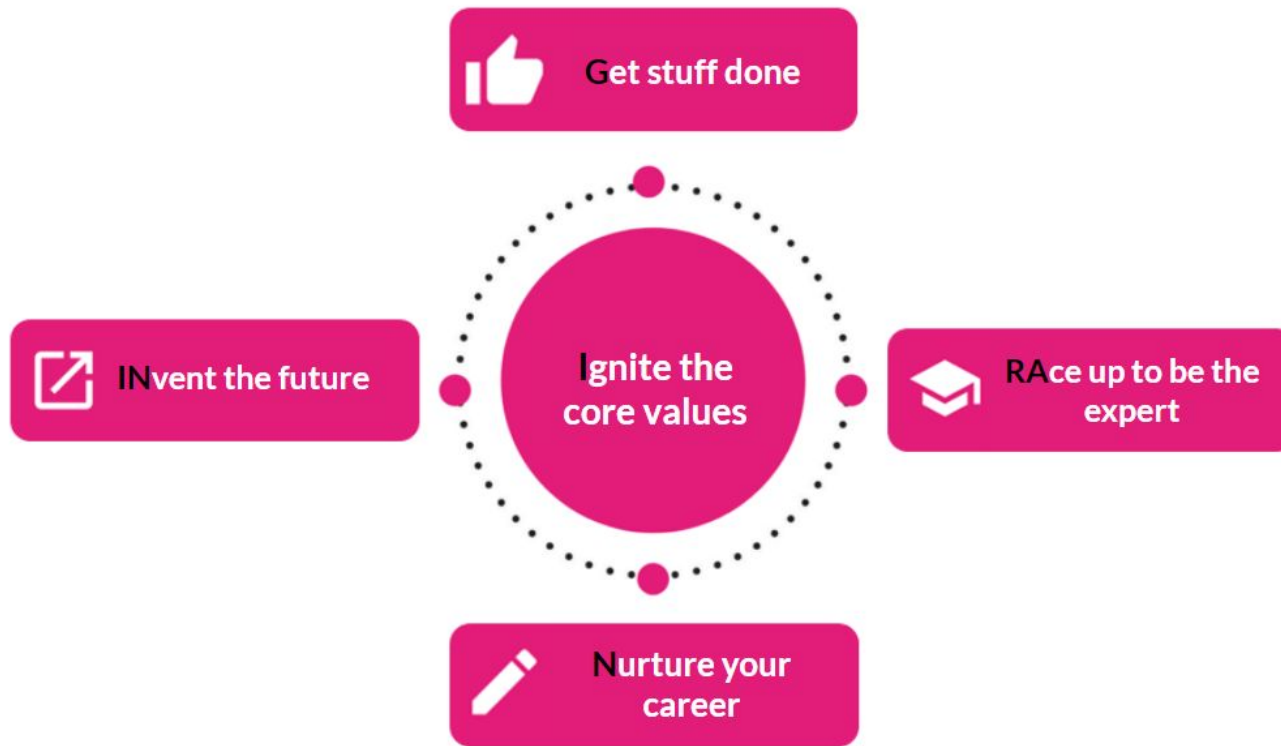 Get stuff done
INvent the future
Ignite the
core values
RAce up to be the
expert
Nurture your
career